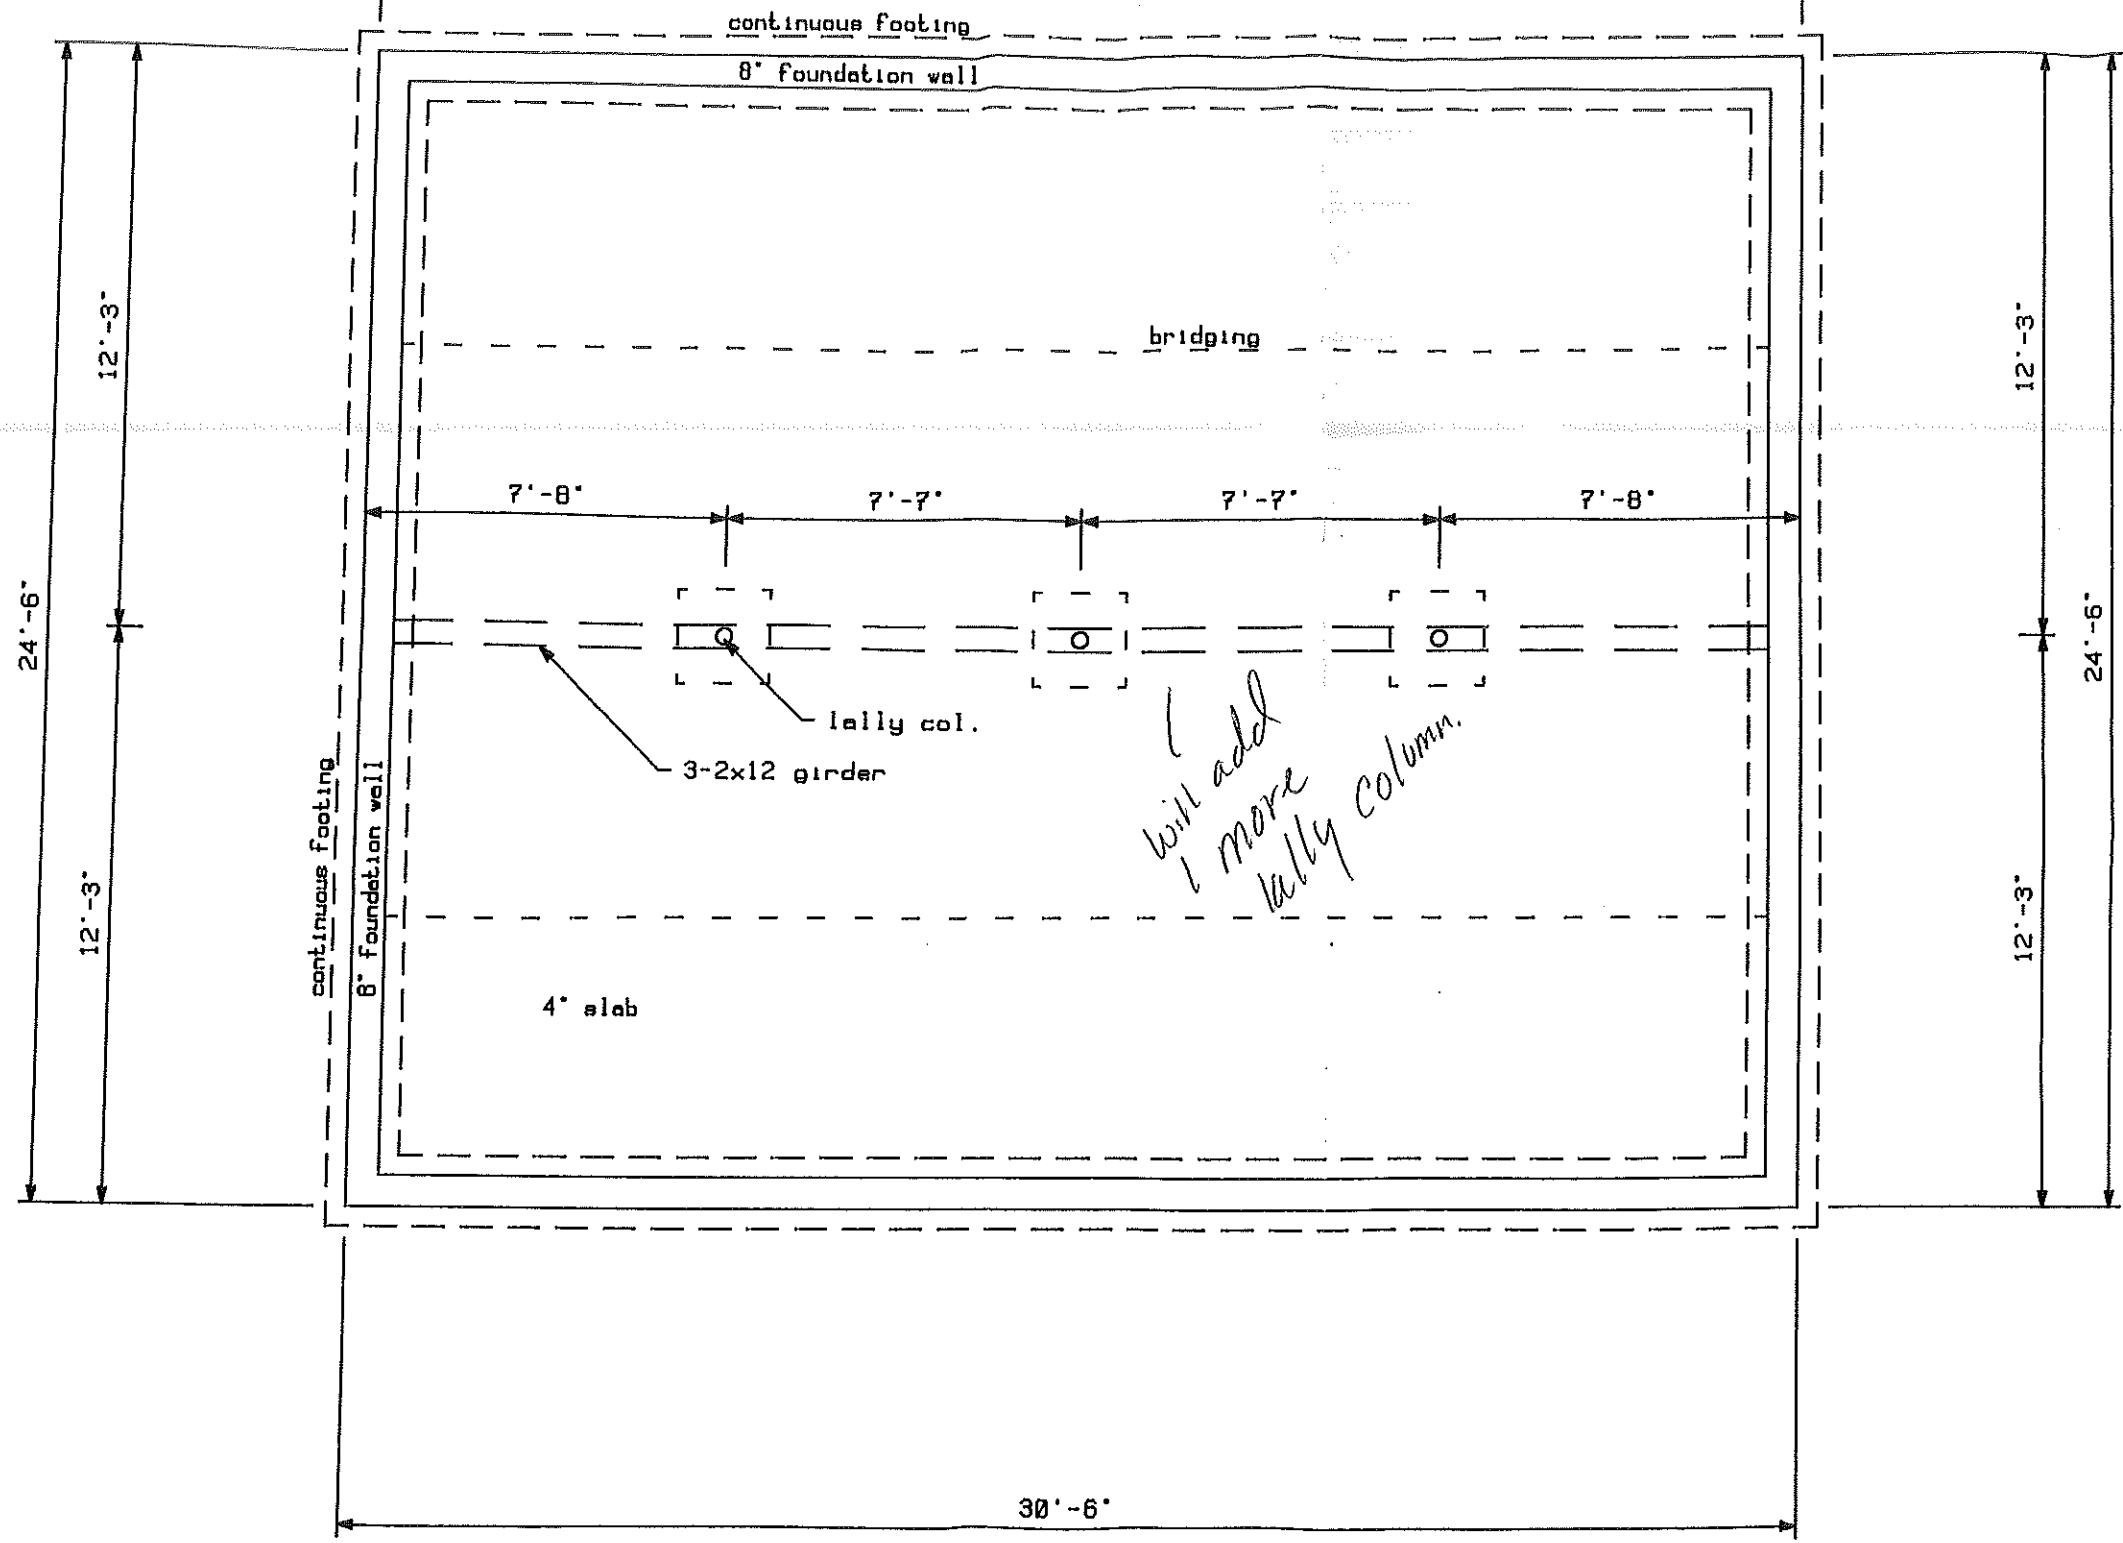 continuous footing
8" foundation wall
12'-3"
12'-3"
bridging
7'-8"
7'-7"
7'-7"
7'-8"
24'-6"
24'-6"
lally col.
3-2x12 girder
I
will add
1 more
lally column.
continuous footing
8" foundation wall
12'-3"
12'-3"
4" slab
30'-6"